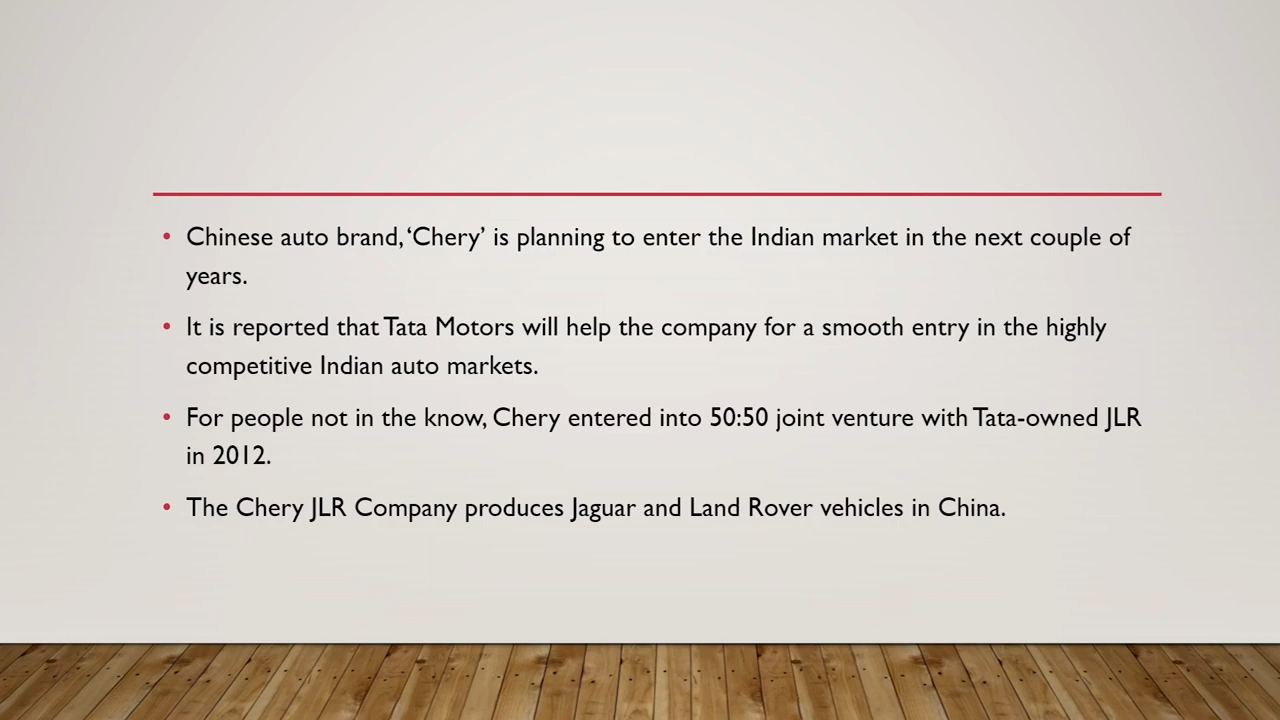 • Chinese auto brand, ‘Chery’ is planning to enter the Indian market in the next couple of
years.
• It is reported that Tata Motors will help the company for a smooth entry in the highly
competitive Indian auto markets.
• For people not in the know, Chery entered into 50:50 joint venture with Tata-owned JLR
in 2012.
• The Chery JLR Company produces Jaguar and Land Rover vehicles in China.